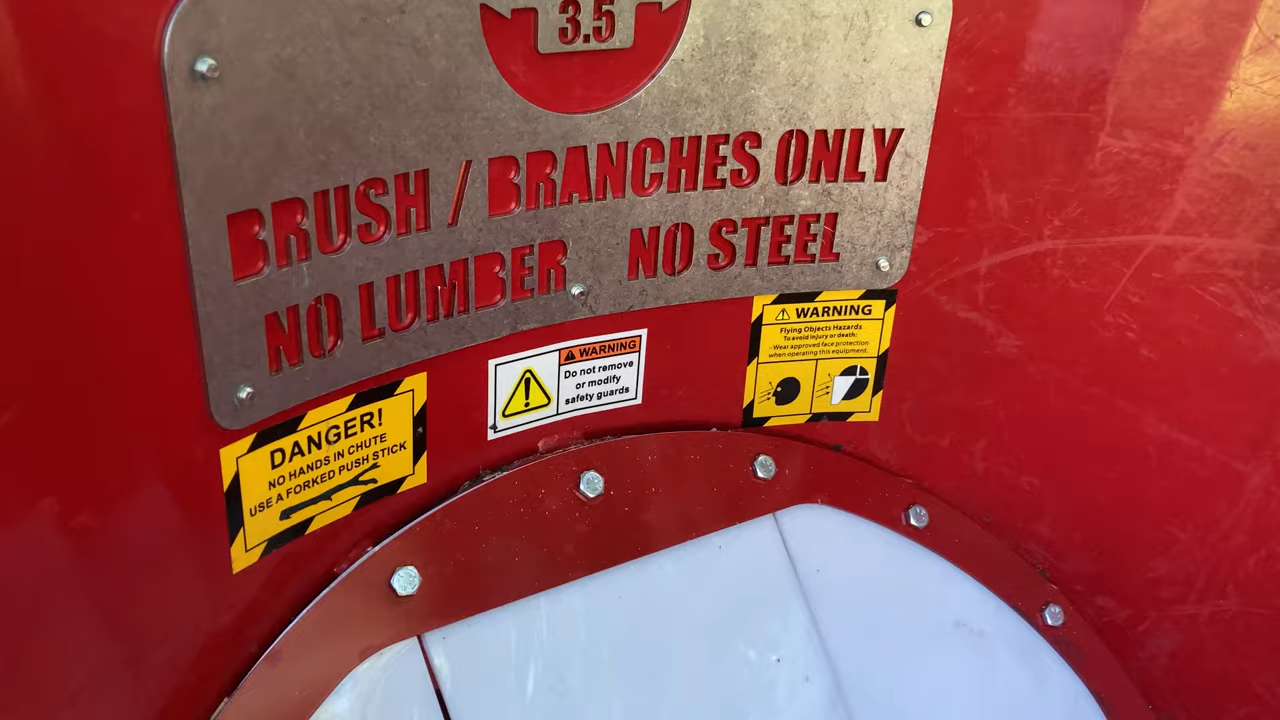 3.5
BRUSH / BRANCHES ONLY
NO LUMBER NO STEEL
DANGER!
NO HANDS IN CHUTE
USE A FORKED PUSH STICK
WARNING
Do not remove
or modify
safety guards
WARNING
Flying Objects Hazards
To avoid injury or death:
- Wear approved face protection
when operating this equipment.